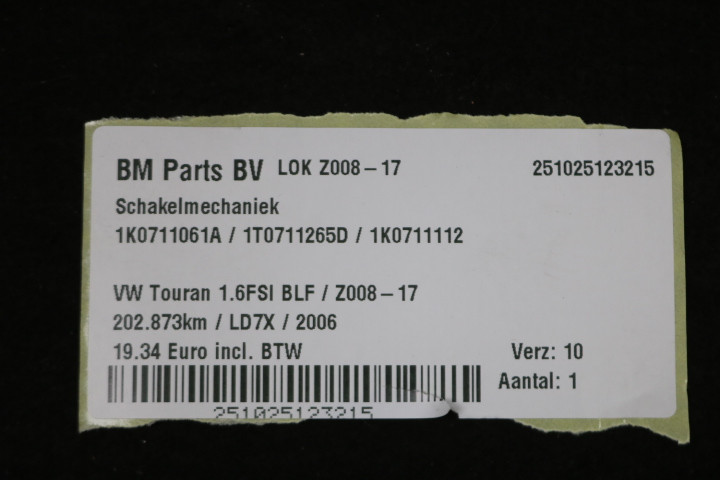 BM Parts BV LOK Z008-17 251025123215
Schakelmechaniek
1K0711061A / 1T0711265D / 1K0711112
VW Touran 1.6FSI BLF / Z008-17
202.873km / LD7X / 2006
19.34 Euro incl. BTW Verz: 10
Aantal: 1
251025123215